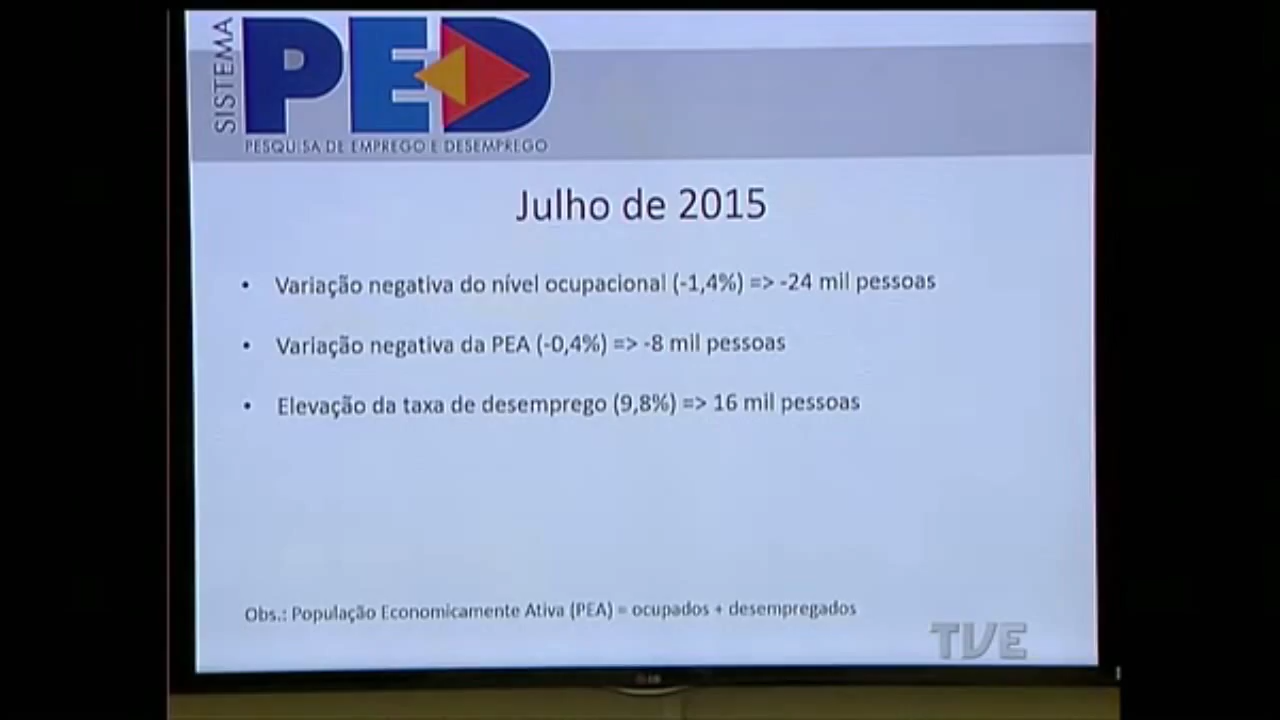 SISTEMA
PED
PESQUISA DE EMPREGO E DESEMPREGO
Julho de 2015
• Variação negativa do nível ocupacional (-1,4%) => -24 mil pessoas
• Variação negativa da PEA (-0,4%) => -8 mil pessoas
• Elevação da taxa de desemprego (9,8%) => 16 mil pessoas
Obs.: População Economicamente Ativa (PEA) = ocupados + desempregados
TVE
LG